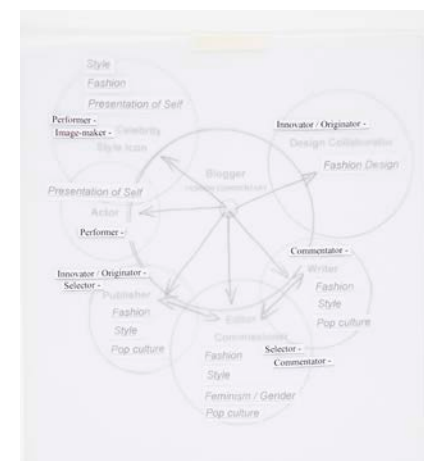 Style
Fashion
Presentation of Self
Performer -
Image-maker - Celebrity
Style Icon
Innovator / Originator -
Design Collaborator
Fashion Design
Blogger
Presentation of Self
Actor
Performer -
Commentator -
Writer
Fashion
Style
Pop culture
Innovator / Originator -
Selector -
Publisher
Fashion
Style
Pop culture
Editor
Commissioner
Selector -
Fashion
Commentator -
Style
Feminism / Gender
Pop culture